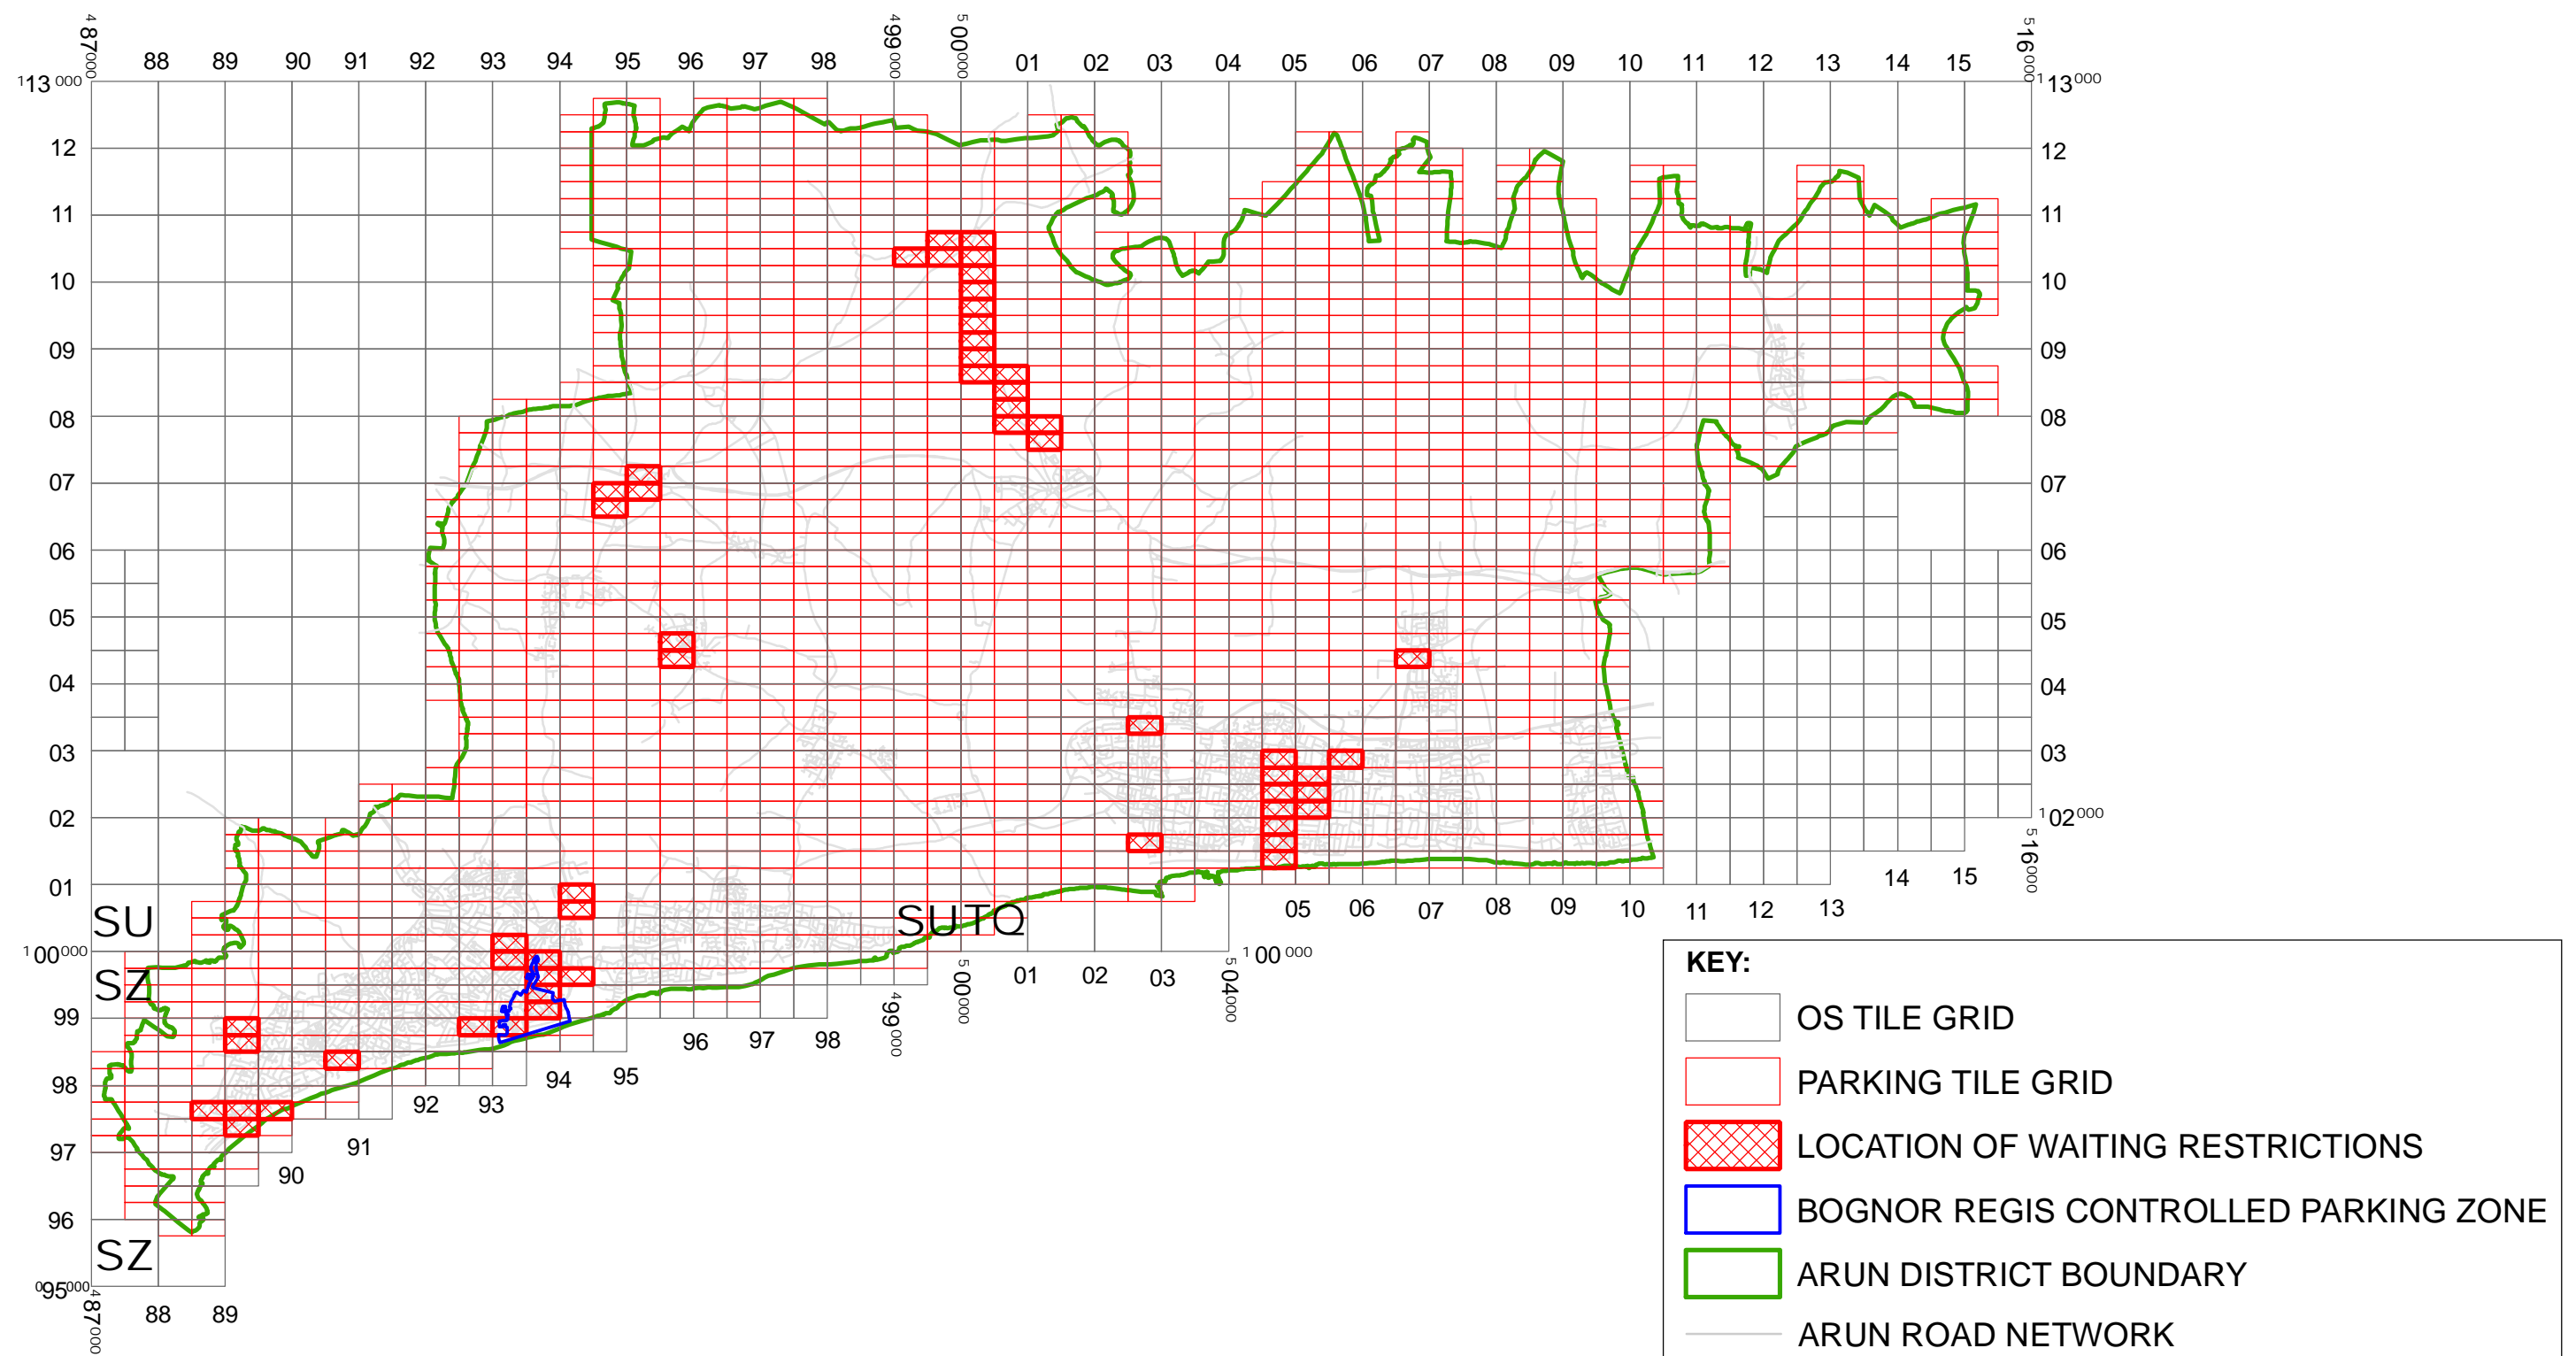 487000 88 89 90 91 92 93 94 95 96 97 98 499000 500000 01 02 03 04 05 06 07 08 09 10 11 12 13 14 15 516000
113000 113000
12 12
11 11
10 10
09 09
08 08
07 07
06 06
05 05
04 04
03 03
02 102000
01 14 15 516000
SU SUTQ 05 06 07 08 09 10 11 12 13
100000 100000
SZ 500000 01 02 03 504000
99 96 97 98 499000
98 94 95
92 93
97 91
90
96
SZ
095000
487000 88 89
KEY:
OS TILE GRID
PARKING TILE GRID
LOCATION OF WAITING RESTRICTIONS
BOGNOR REGIS CONTROLLED PARKING ZONE
ARUN DISTRICT BOUNDARY
ARUN ROAD NETWORK